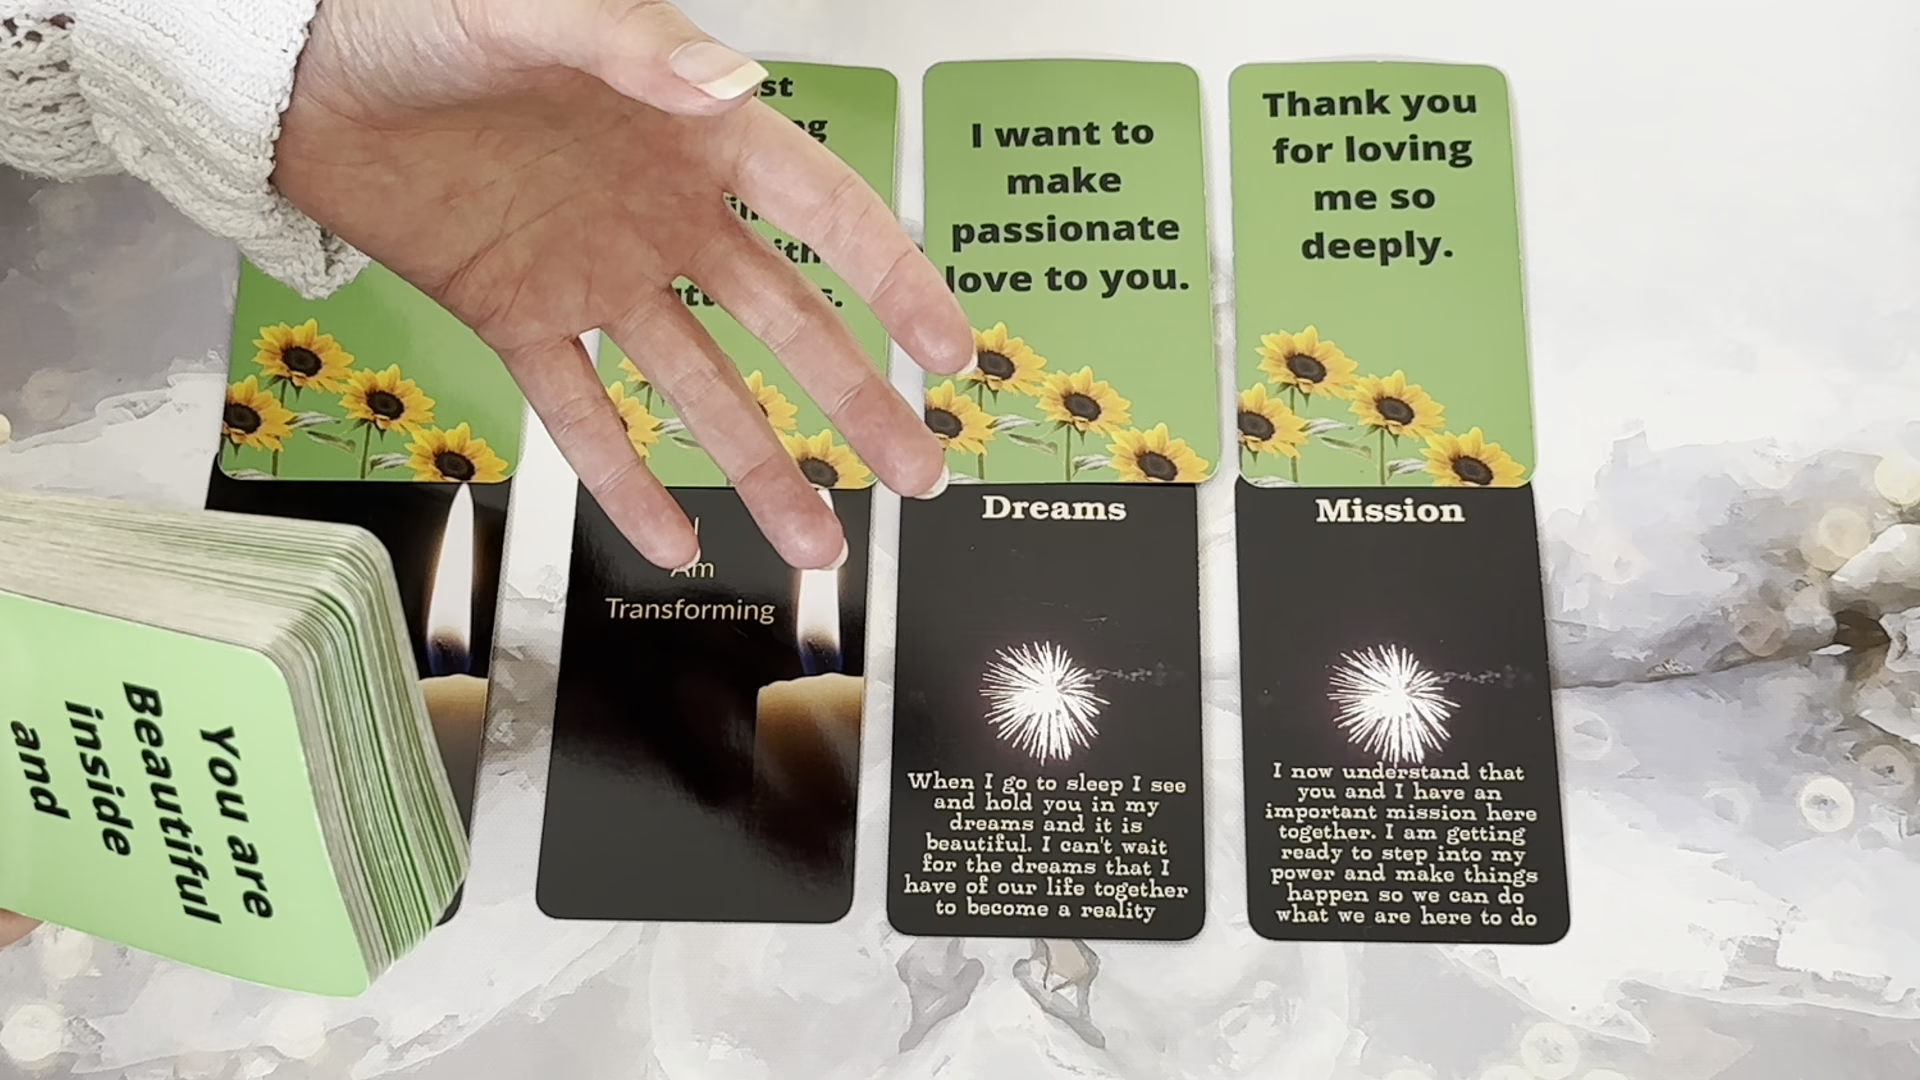 I want to
make
passionate
love to you.
Thank you
for loving
me so
deeply.
Am
Transforming
Dreams
When I go to sleep I see
and hold you in my
dreams and it is
beautiful. I can't wait
for the dreams that I
have of our life together
to become a reality
Mission
I now understand that
you and I have an
important mission here
together. I am getting
ready to step into my
power and make things
happen so we can do
what we are here to do
You are
Beautiful
inside
and